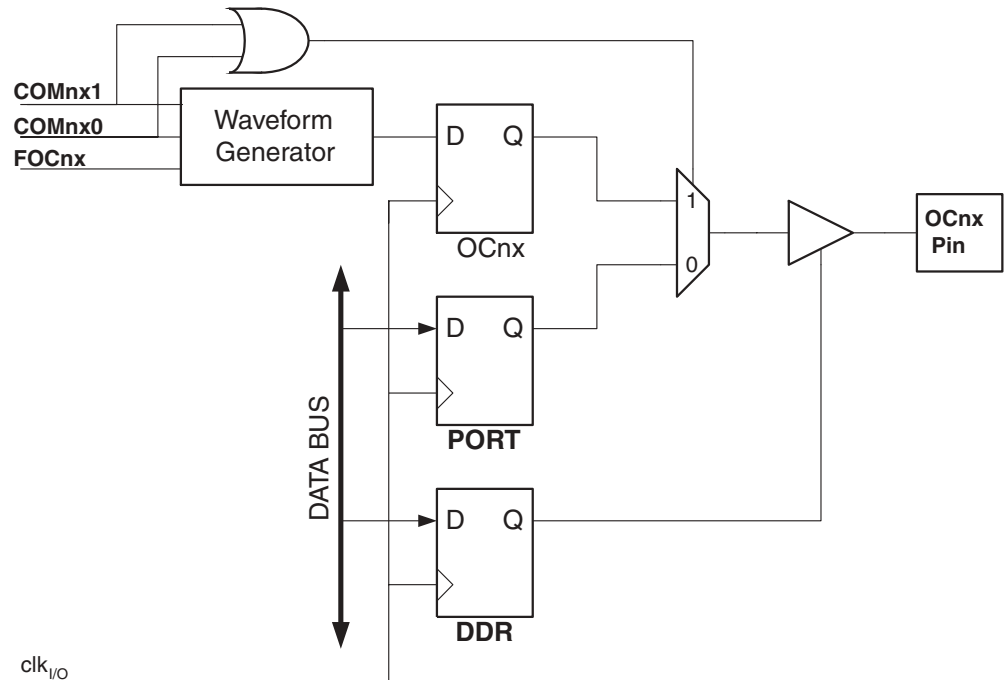 COMnx1
COMnx0
FOCnx
Waveform
Generator
D Q
OCnx
1
0
OCnx
Pin
D Q
PORT
D Q
DDR
DATA BUS
clkI/O